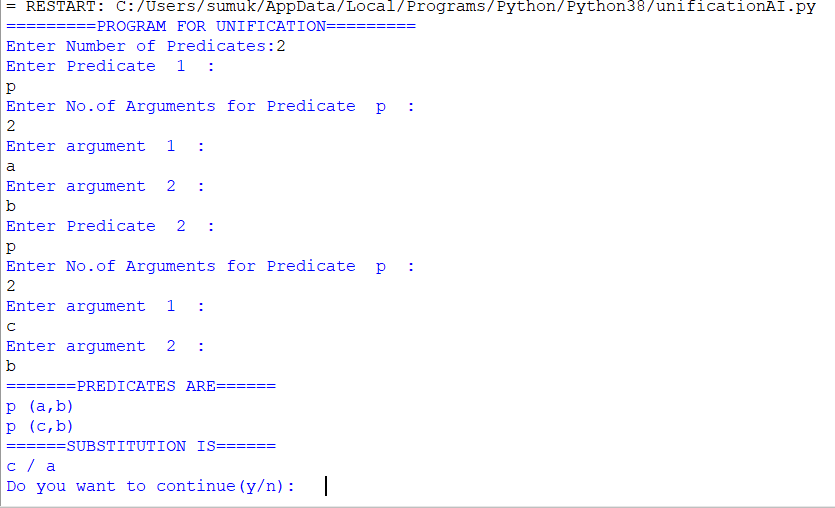 = RESTART: C:/Users/sumuk/AppData/Local/Programs/Python/Python38/unificationAI.py
=========PROGRAM FOR UNIFICATION=========
Enter Number of Predicates:2
Enter Predicate  1  :
p
Enter No.of Arguments for Predicate  p  :
2
Enter argument  1  :
a
Enter argument  2  :
b
Enter Predicate  2  :
p
Enter No.of Arguments for Predicate  p  :
2
Enter argument  1  :
c
Enter argument  2  :
b
=======PREDICATES ARE======
p (a,b)
p (c,b)
======SUBSTITUTION IS======
c / a
Do you want to continue(y/n):